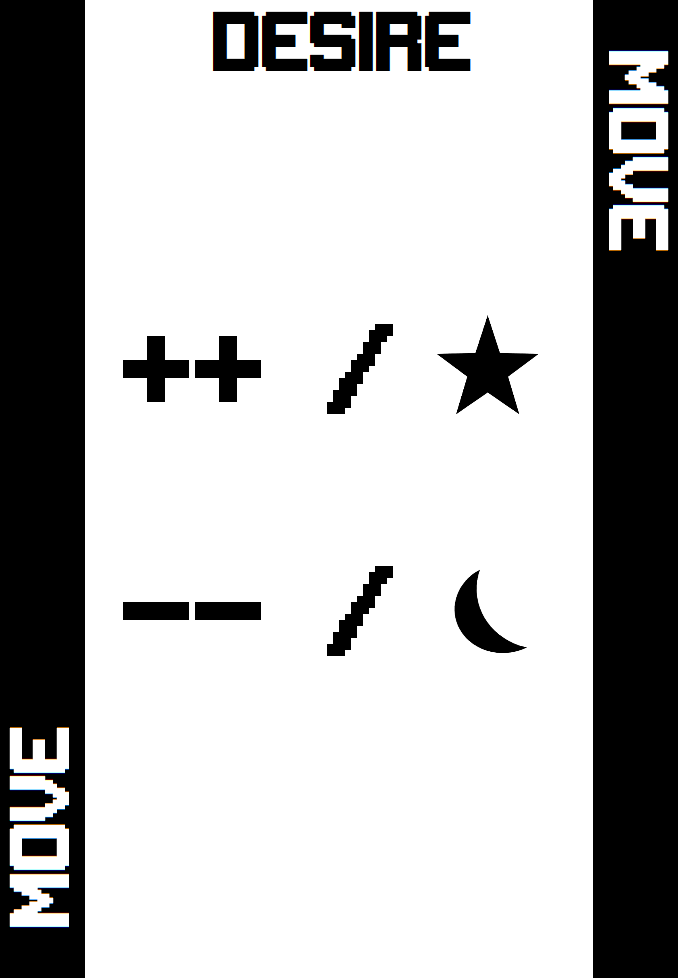 DESIRE
MOVE
++ / ★
-- / ☾
MOVE